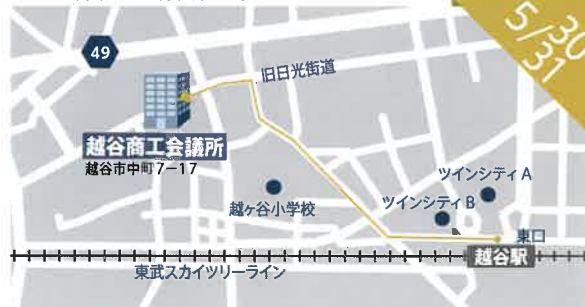 30
5/31
49
旧日光街道
越谷商工会議所
越谷市中町7-17
ツインシティA
越ヶ谷小学校
ツインシティB
東口
越谷駅
東武スカイツリーライン